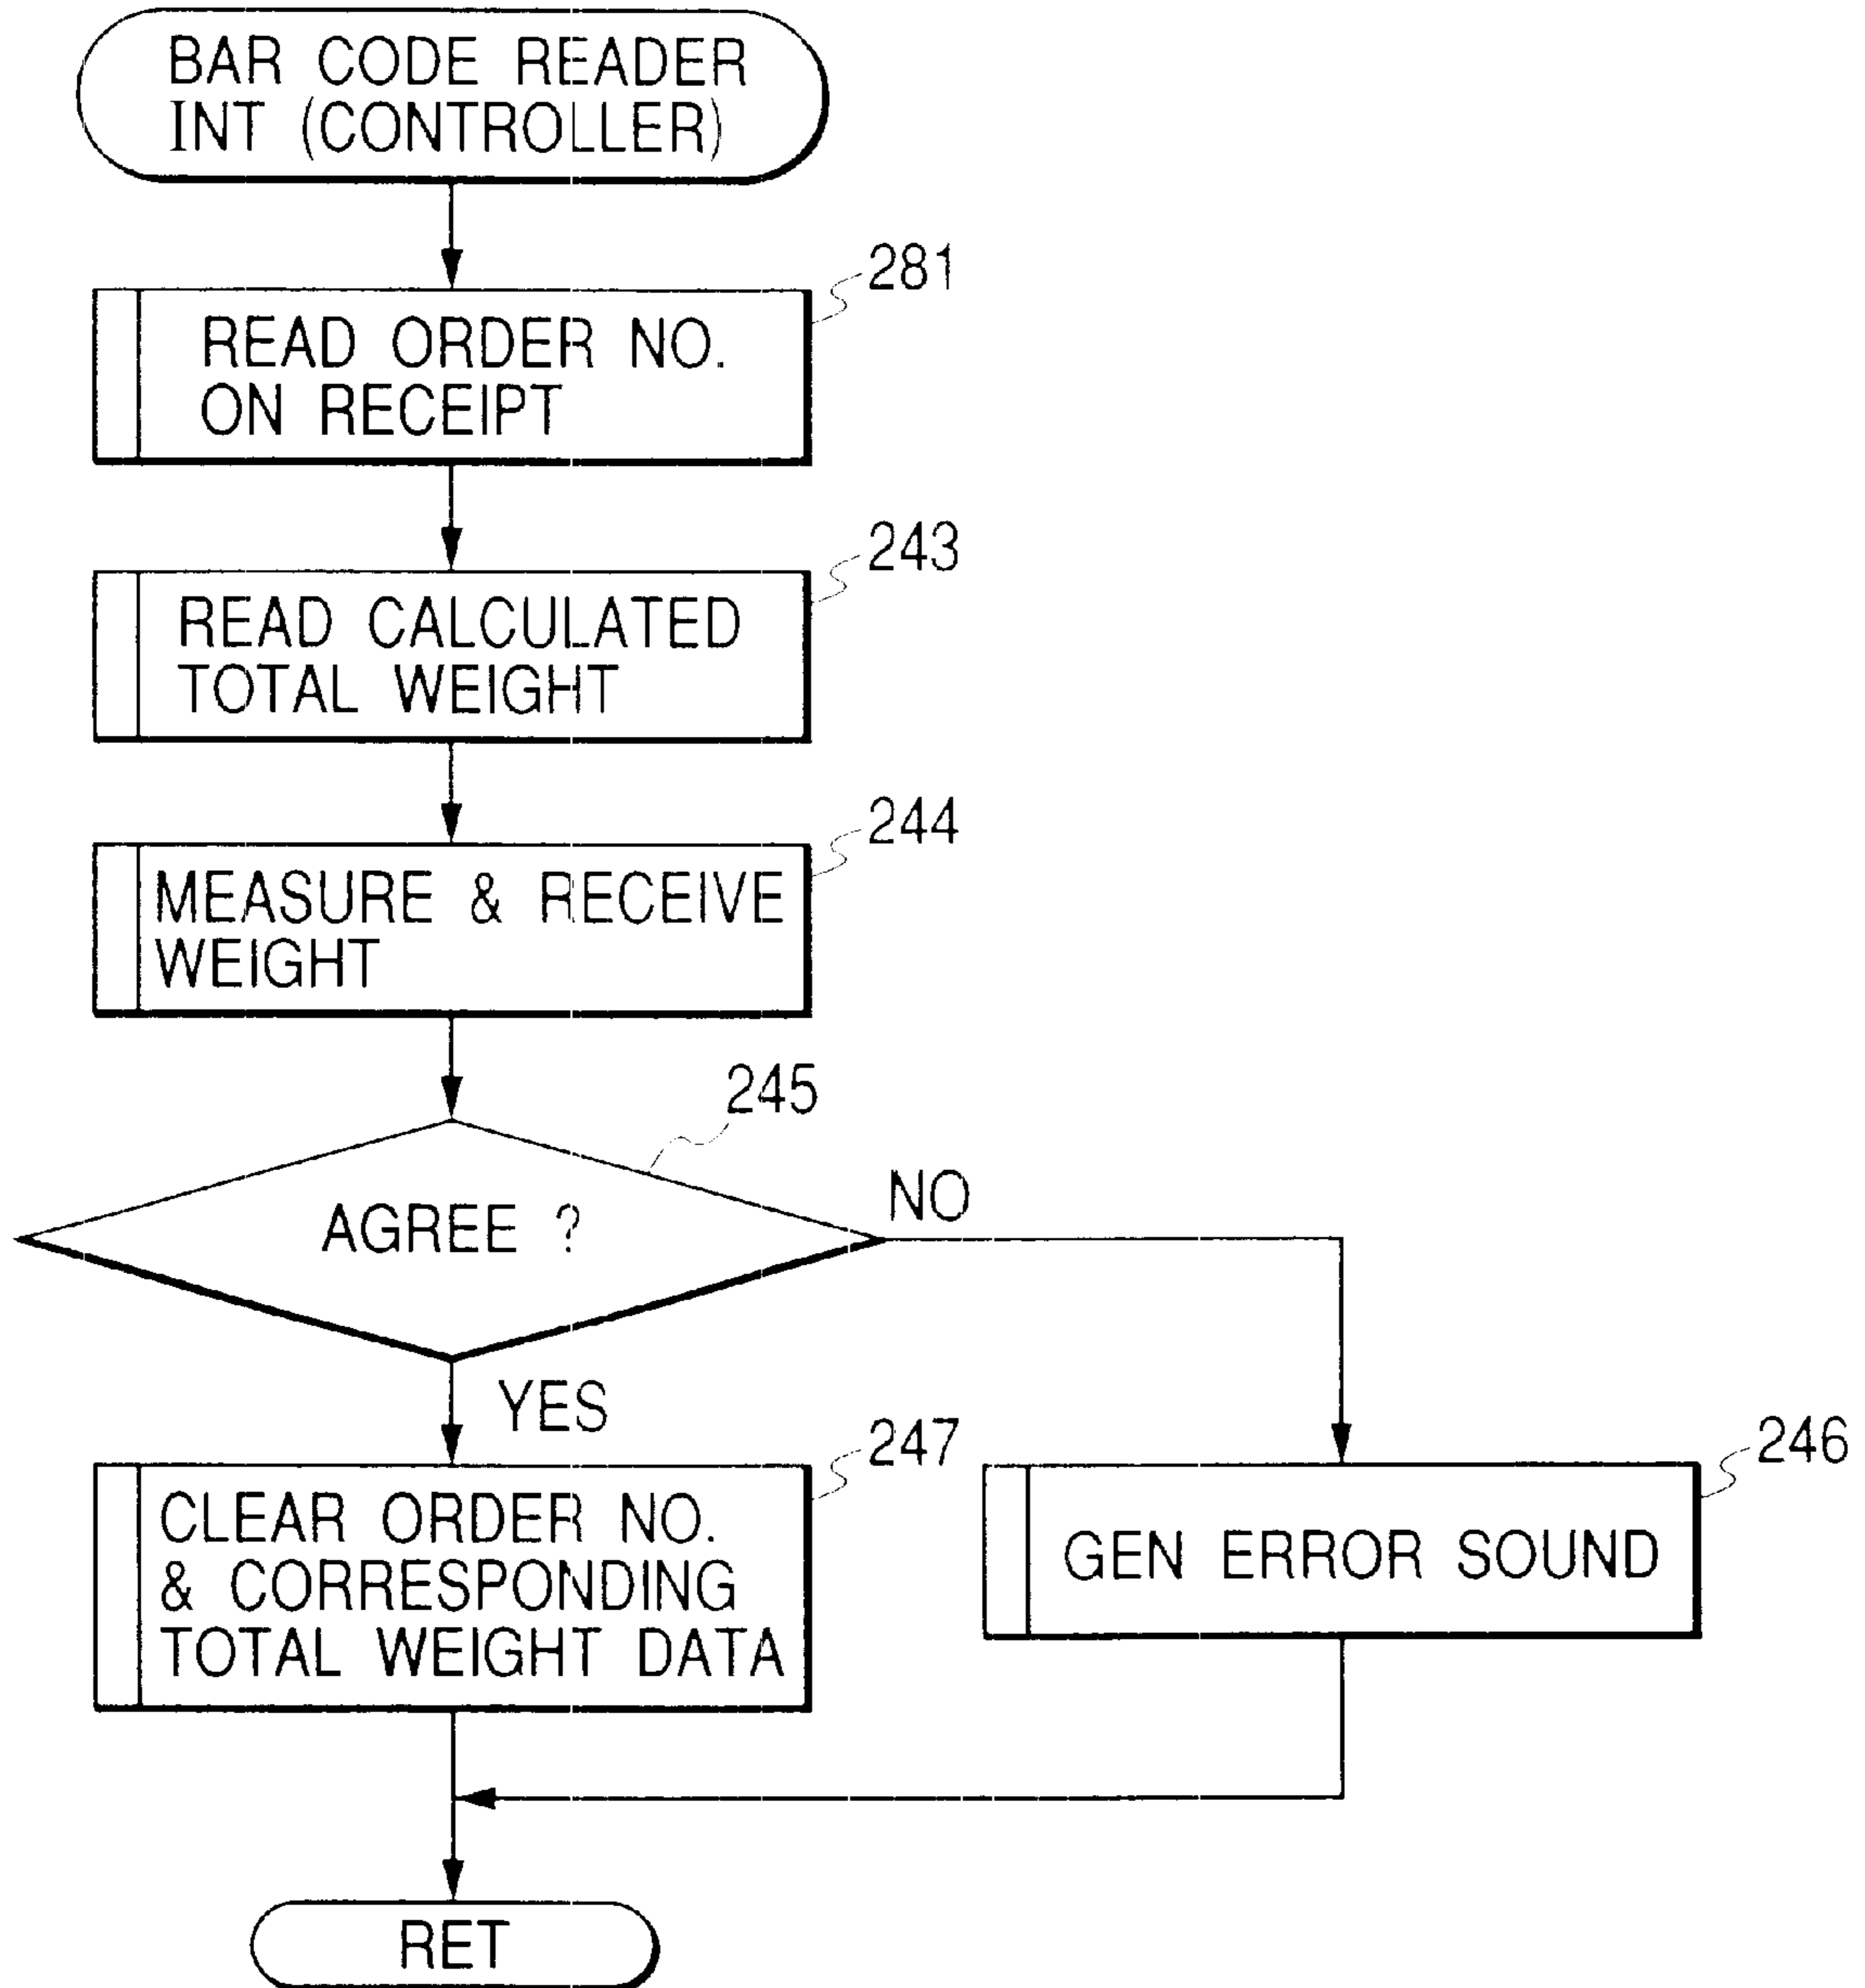 BAR CODE READER
INT (CONTROLLER)
281
READ ORDER NO.
ON RECEIPT
243
READ CALCULATED
TOTAL WEIGHT
244
MEASURE & RECEIVE
WEIGHT
245
AGREE ?
NO
YES
247
CLEAR ORDER NO.
& CORRESPONDING
TOTAL WEIGHT DATA
246
GEN ERROR SOUND
RET